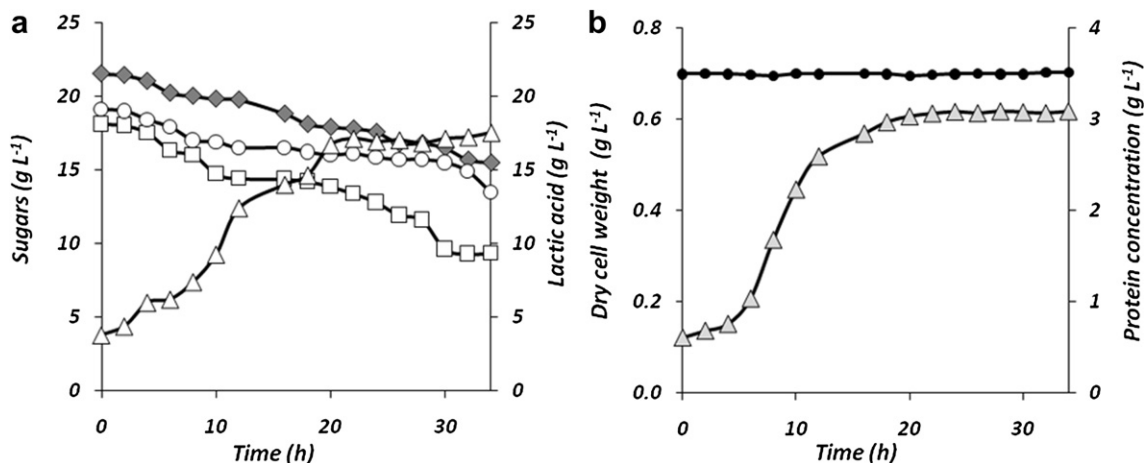 a
25
20
15
10
5
0
Sugars (g L⁻¹)
25
20
15
10
5
0
Lactic acid (g L⁻¹)
0 10 20 30
Time (h)
b
0.8
0.6
0.4
0.2
0.0
Dry cell weight (g L⁻¹)
4
3
2
1
0
Protein concentration (g L⁻¹)
0 10 20 30
Time (h)